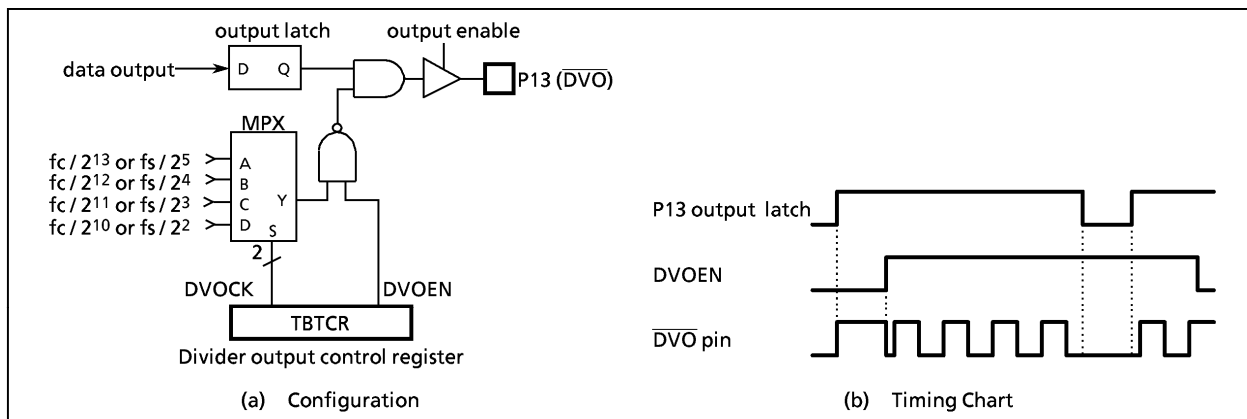 output latch
output enable
data output
D Q
P13 (DVO)
MPX
fc / 2¹³ or fs / 2⁵
fc / 2¹² or fs / 2⁴
fc / 2¹¹ or fs / 2³
fc / 2¹⁰ or fs / 2²
A
B
C
D
Y
S
2
DVOCK
DVOEN
TBTCR
Divider output control register
(a) Configuration
P13 output latch
DVOEN
DVO pin
(b) Timing Chart